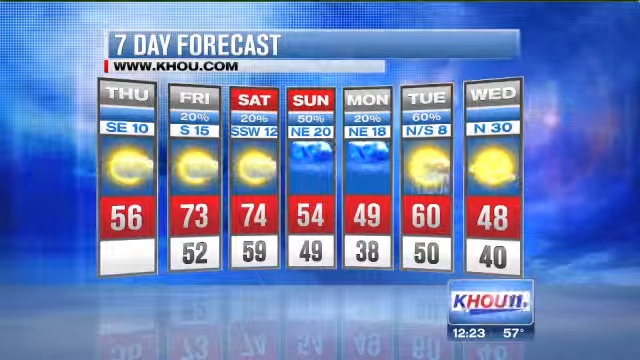 7 DAY FORECAST
WWW.KHOU.COM
THU FRI SAT SUN MON TUE WED
20% 20% 50% 20% 60%
SE 10 S 15 SSW 12 NE 20 NE 18 N/S 8 N 30
56 73 74 54 49 60 48
52 59 49 38 50 40
KHOU11
12:23 57°